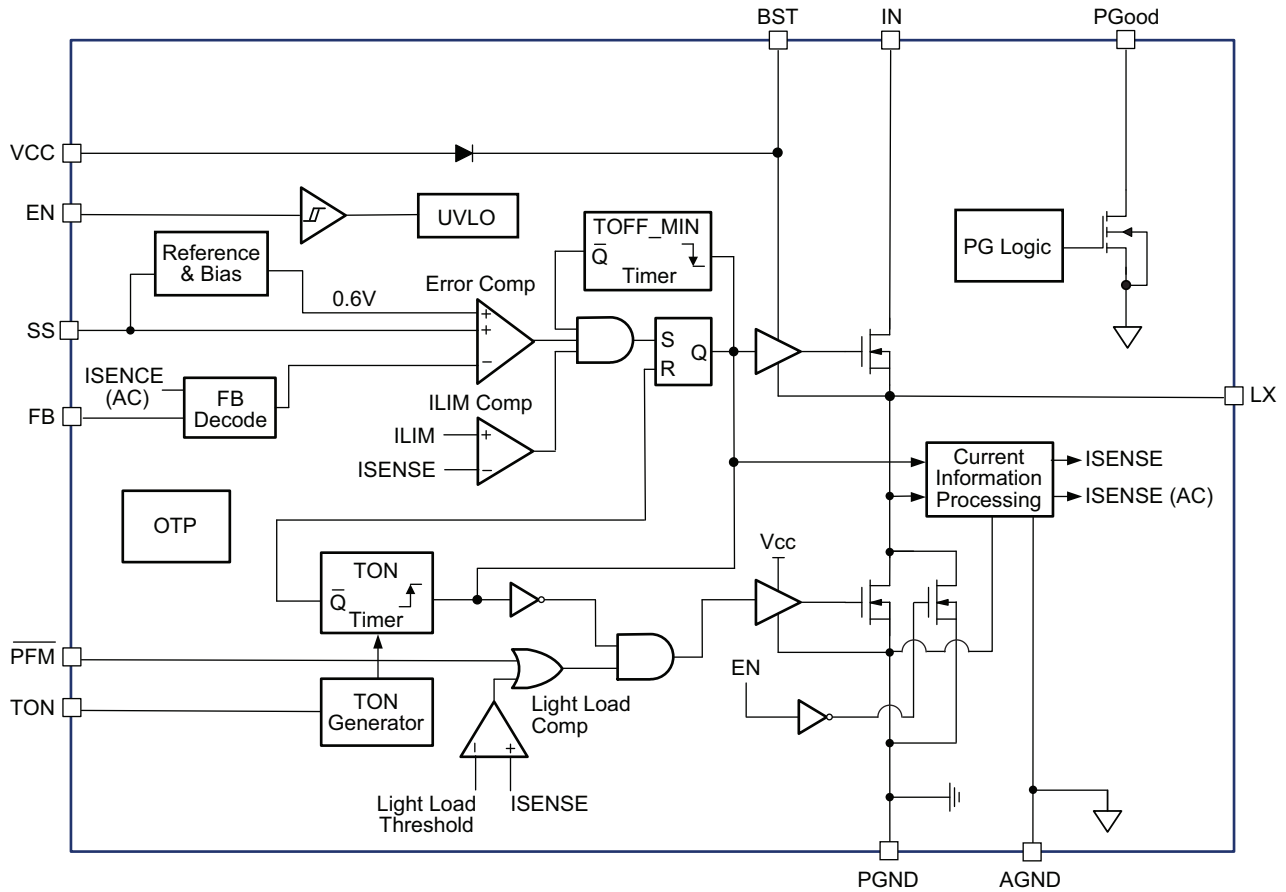 BST
IN
PGood
VCC
EN
UVLO
TOFF_MIN
Q
Timer
PG Logic
Reference
& Bias
Error Comp
0.6V
+
+
−
SS
S
Q
R
ISENCE
(AC)
FB
FB
Decode
LX
ILIM Comp
ILIM
+
ISENSE
−
Current
Information
Processing
ISENSE
ISENSE (AC)
OTP
Vcc
TON
Q
Timer
PFM
TON
TON
Generator
Light Load
Comp
EN
−
+
Light Load
Threshold
ISENSE
PGND
AGND